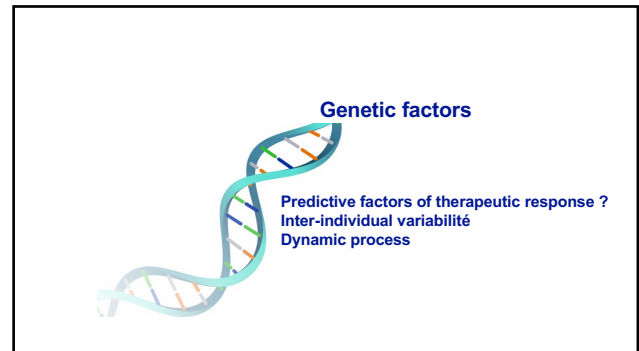 Genetic factors
Predictive factors of therapeutic response ?
Inter-individual variabilité
Dynamic process